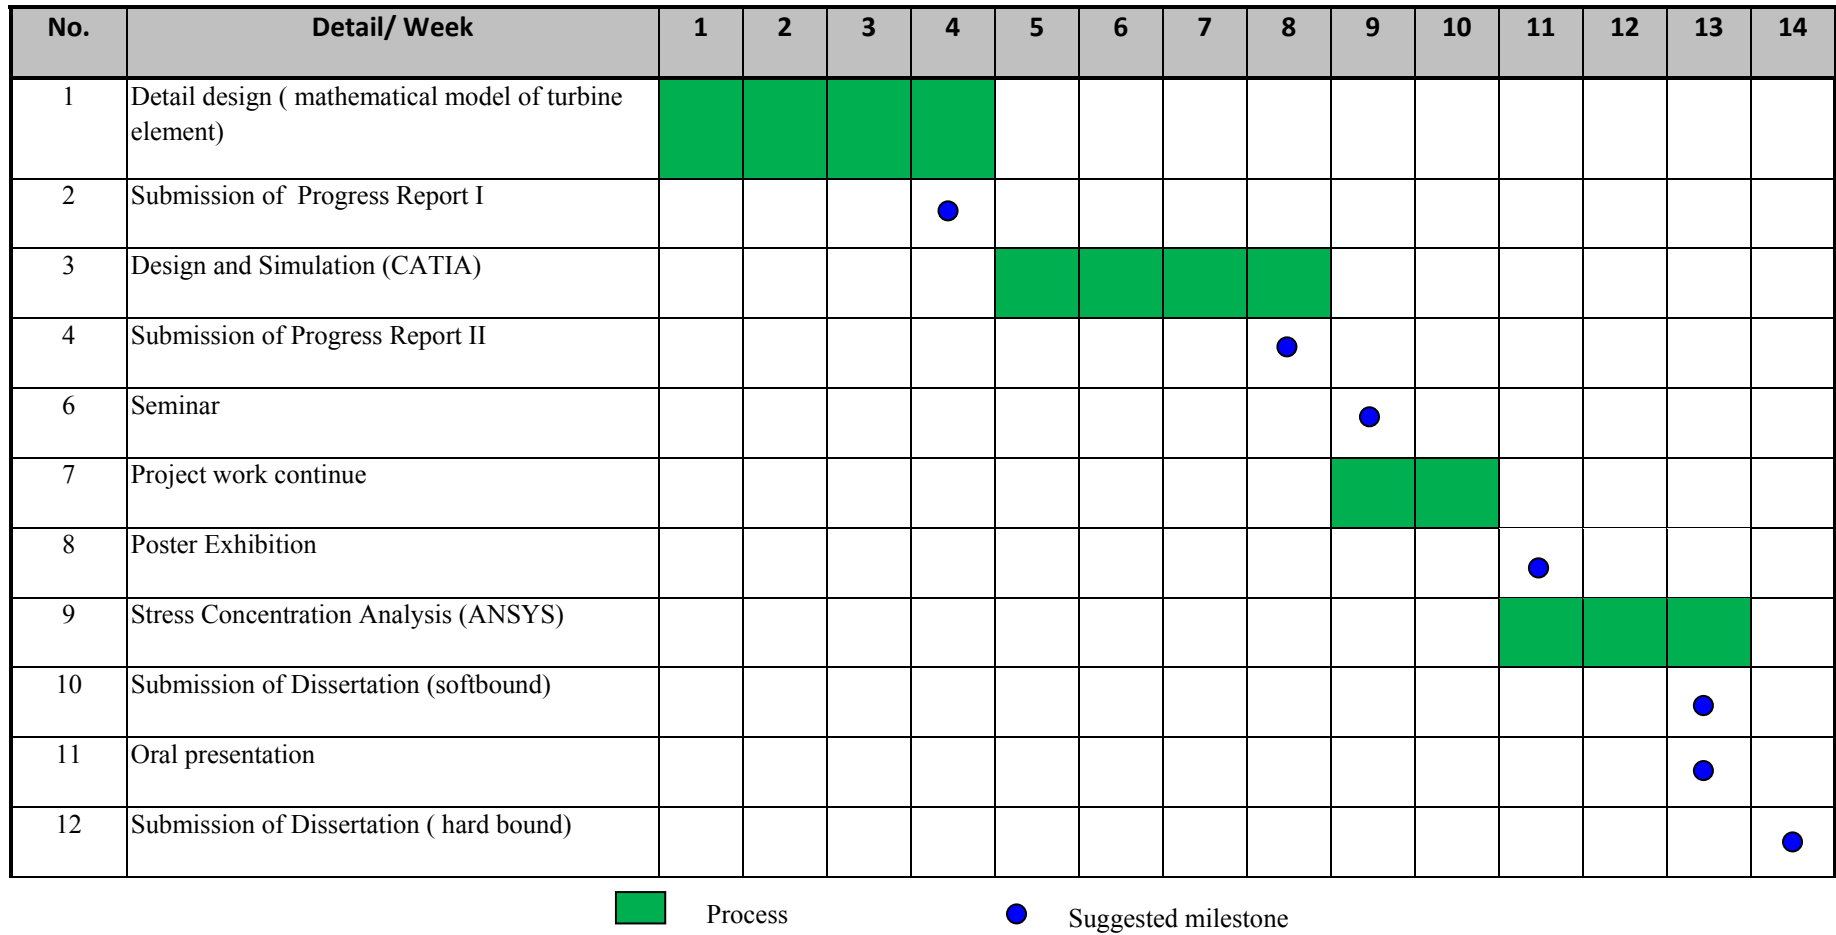 No. Detail/ Week 1 2 3 4 5 6 7 8 9 10 11 12 13 14
1 Detail design ( mathematical model of turbine
element)
2 Submission of  Progress Report I
3 Design and Simulation (CATIA)
4 Submission of Progress Report II
6 Seminar
7 Project work continue
8 Poster Exhibition
9 Stress Concentration Analysis (ANSYS)
10 Submission of Dissertation (softbound)
11 Oral presentation
12 Submission of Dissertation ( hard bound)
Process Suggested milestone